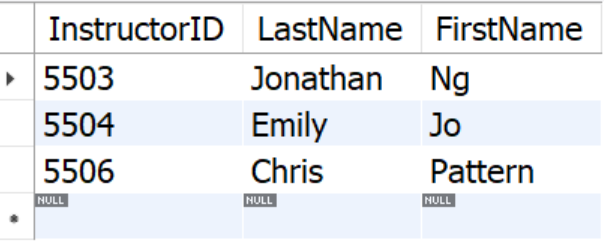 InstructorID LastName FirstName
5503 Jonathan Ng
5504 Emily Jo
5506 Chris Pattern
NULL NULL NULL